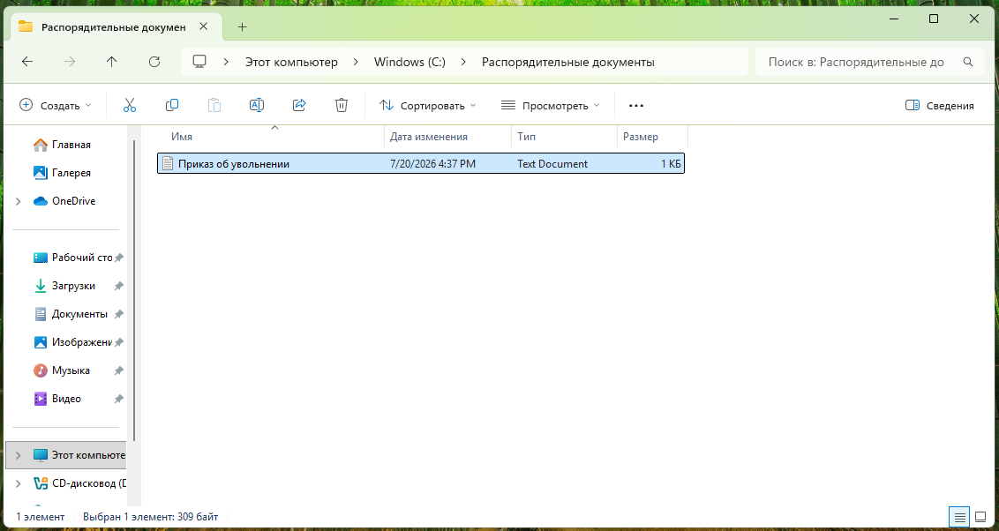 Распорядительные докумен
Этот компьютер
Windows (C:)
Распорядительные документы
Поиск в: Распорядительные до
Создать
Сортировать
Просмотреть
Сведения
Имя
Дата изменения
Тип
Размер
Приказ об увольнении
7/20/2026 4:37 PM
Text Document
1 КБ
Главная
Галерея
OneDrive
Рабочий сто
Загрузки
Документы
Изображени
Музыка
Видео
Этот компьюте
CD-дисковод (D
1 элемент
Выбран 1 элемент: 309 байт